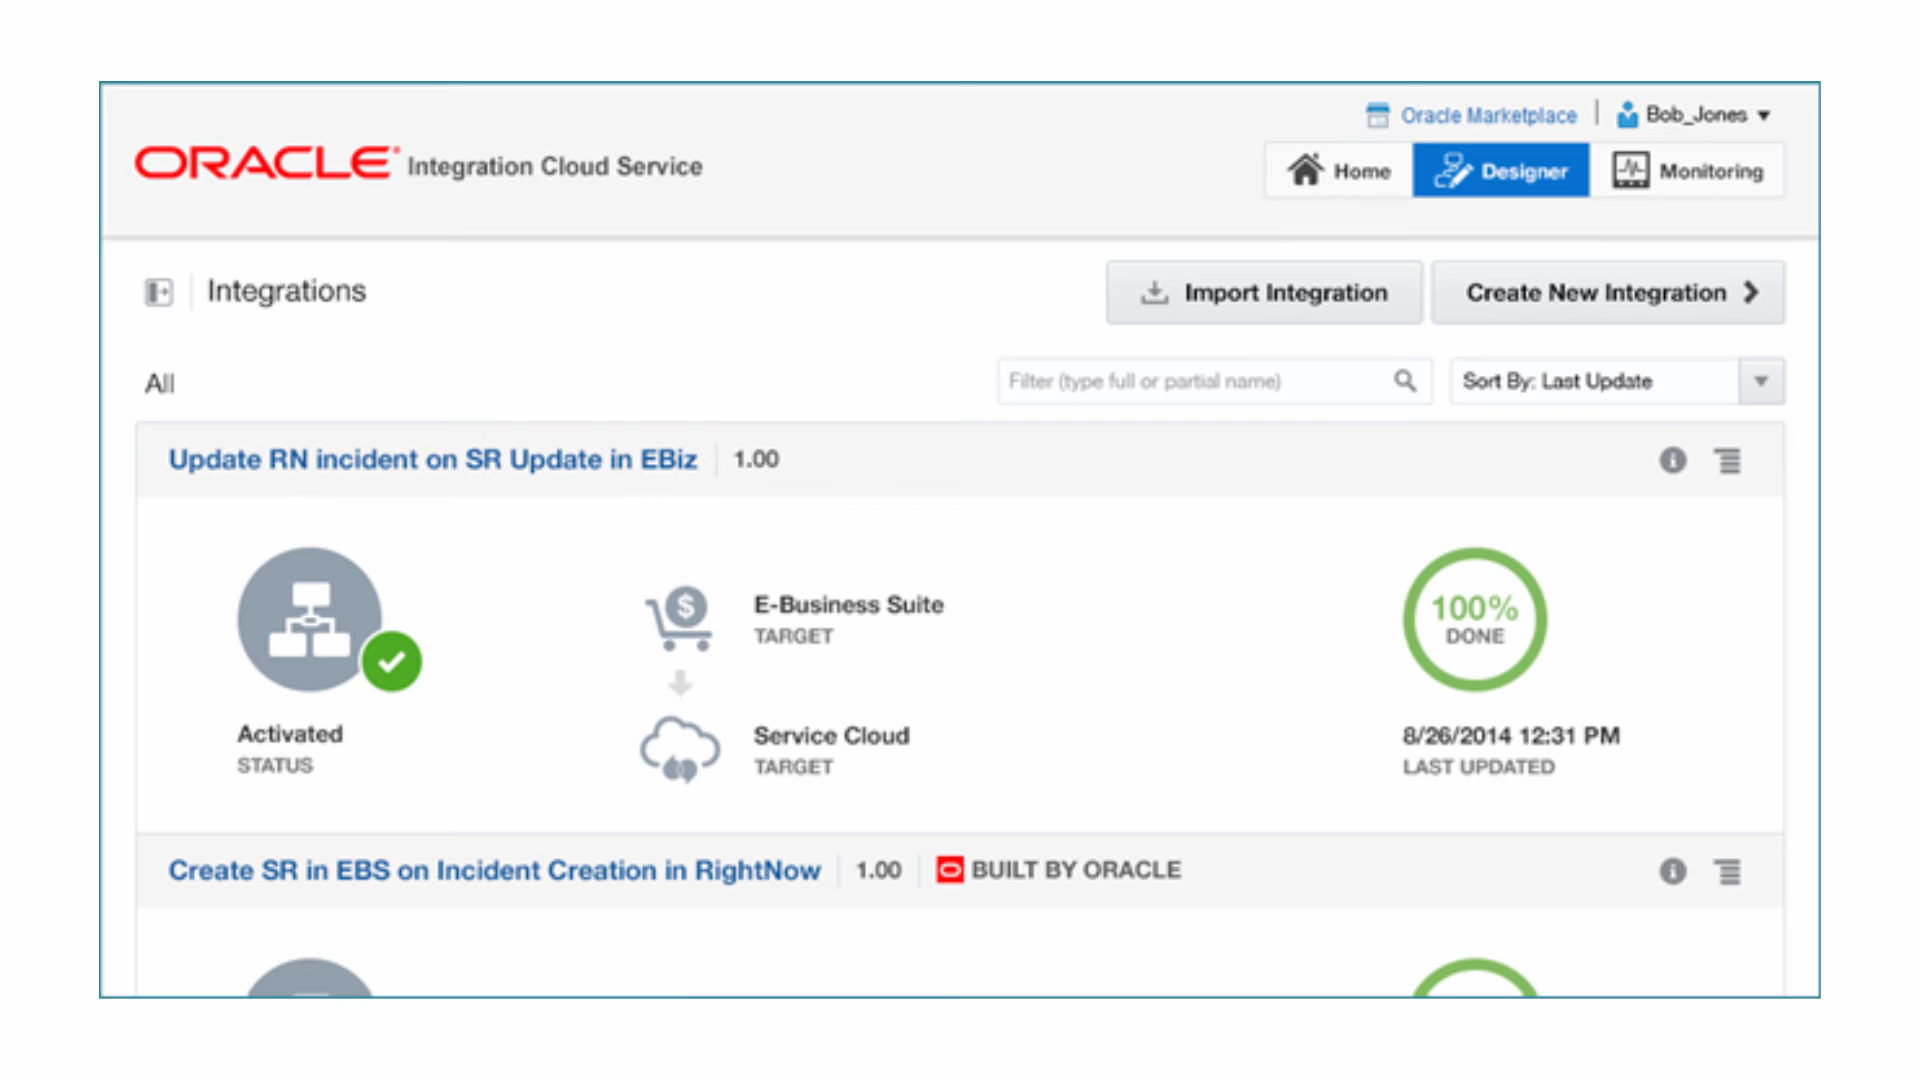 Oracle Marketplace
Bob_Jones
ORACLE Integration Cloud Service
Home
Designer
Monitoring
Integrations
Import Integration
Create New Integration
All
Filter (type full or partial name)
Sort By: Last Update
Update RN incident on SR Update in EBiz
1.00
E-Business Suite
TARGET
100%
DONE
Activated
STATUS
Service Cloud
TARGET
8/26/2014 12:31 PM
LAST UPDATED
Create SR in EBS on Incident Creation in RightNow
1.00
BUILT BY ORACLE